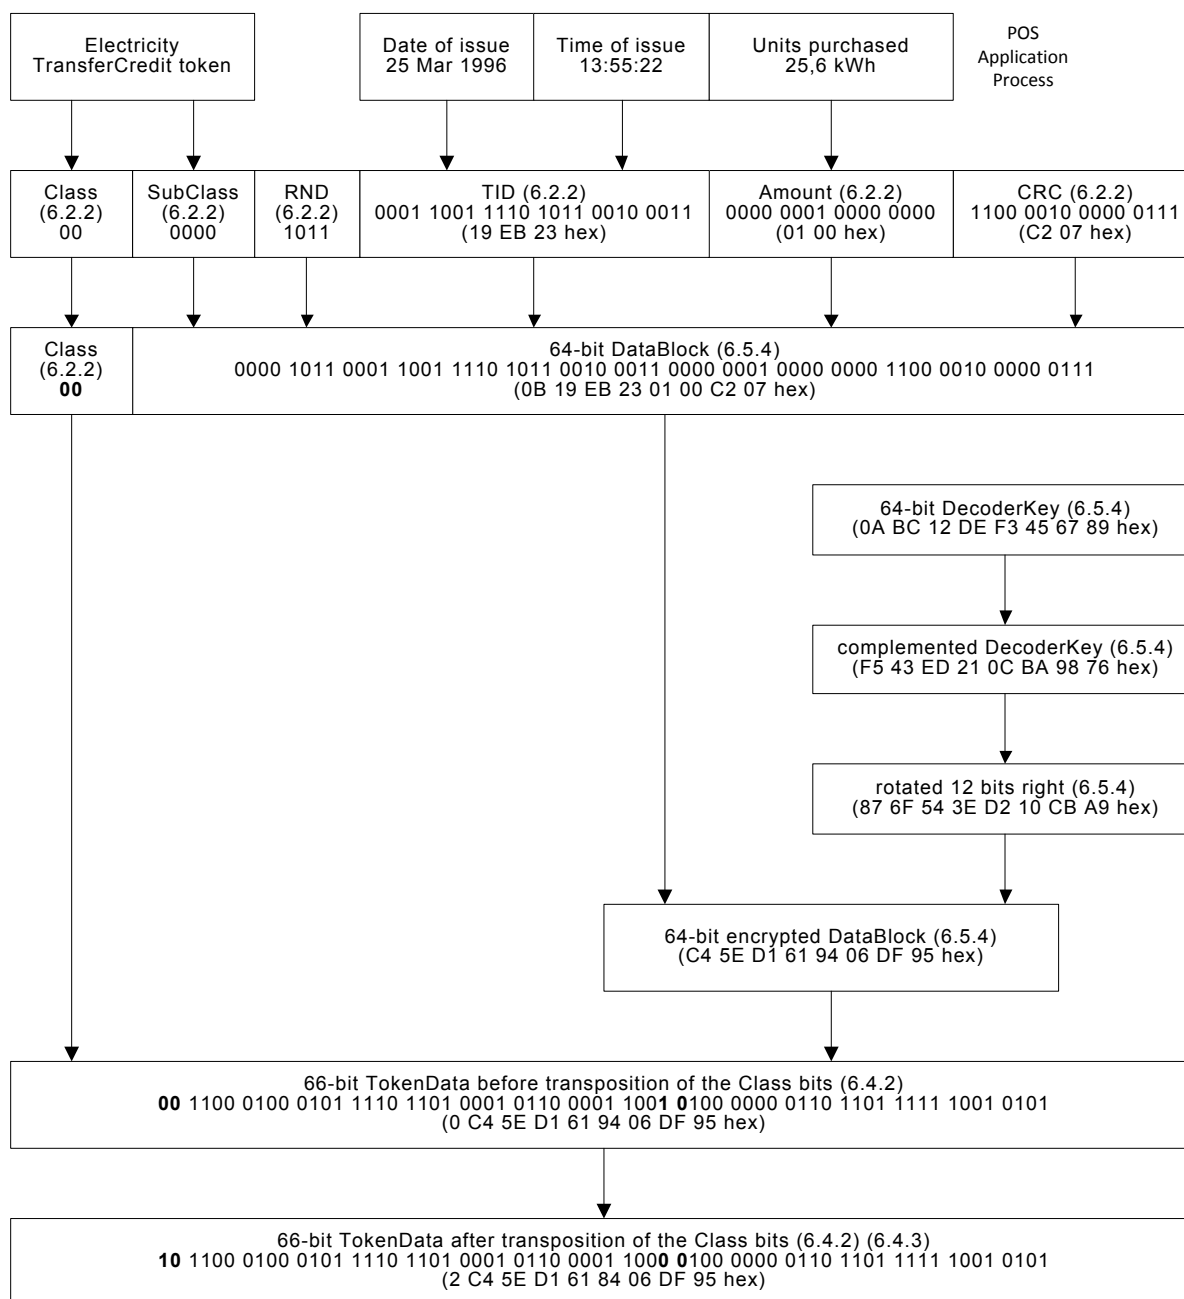 Electricity
TransferCredit token
Date of issue
25 Mar 1996
Time of issue
13:55:22
Units purchased
25,6 kWh
POS
Application
Process
Class
(6.2.2)
00
SubClass
(6.2.2)
0000
RND
(6.2.2)
1011
TID (6.2.2)
0001 1001 1110 1011 0010 0011
(19 EB 23 hex)
Amount (6.2.2)
0000 0001 0000 0000
(01 00 hex)
CRC (6.2.2)
1100 0010 0000 0111
(C2 07 hex)
Class
(6.2.2)
00
64-bit DataBlock (6.5.4)
0000 1011 0001 1001 1110 1011 0010 0011 0000 0001 0000 0000 1100 0010 0000 0111
(0B 19 EB 23 01 00 C2 07 hex)
64-bit DecoderKey (6.5.4)
(0A BC 12 DE F3 45 67 89 hex)
complemented DecoderKey (6.5.4)
(F5 43 ED 21 0C BA 98 76 hex)
rotated 12 bits right (6.5.4)
(87 6F 54 3E D2 10 CB A9 hex)
64-bit encrypted DataBlock (6.5.4)
(C4 5E D1 61 94 06 DF 95 hex)
66-bit TokenData before transposition of the Class bits (6.4.2)
00 1100 0100 0101 1110 1101 0001 0110 0001 1001 0100 0000 0110 1101 1111 1001 0101
(0 C4 5E D1 61 94 06 DF 95 hex)
66-bit TokenData after transposition of the Class bits (6.4.2) (6.4.3)
10 1100 0100 0101 1110 1101 0001 0110 0001 1000 0100 0000 0110 1101 1111 1001 0101
(2 C4 5E D1 61 84 06 DF 95 hex)